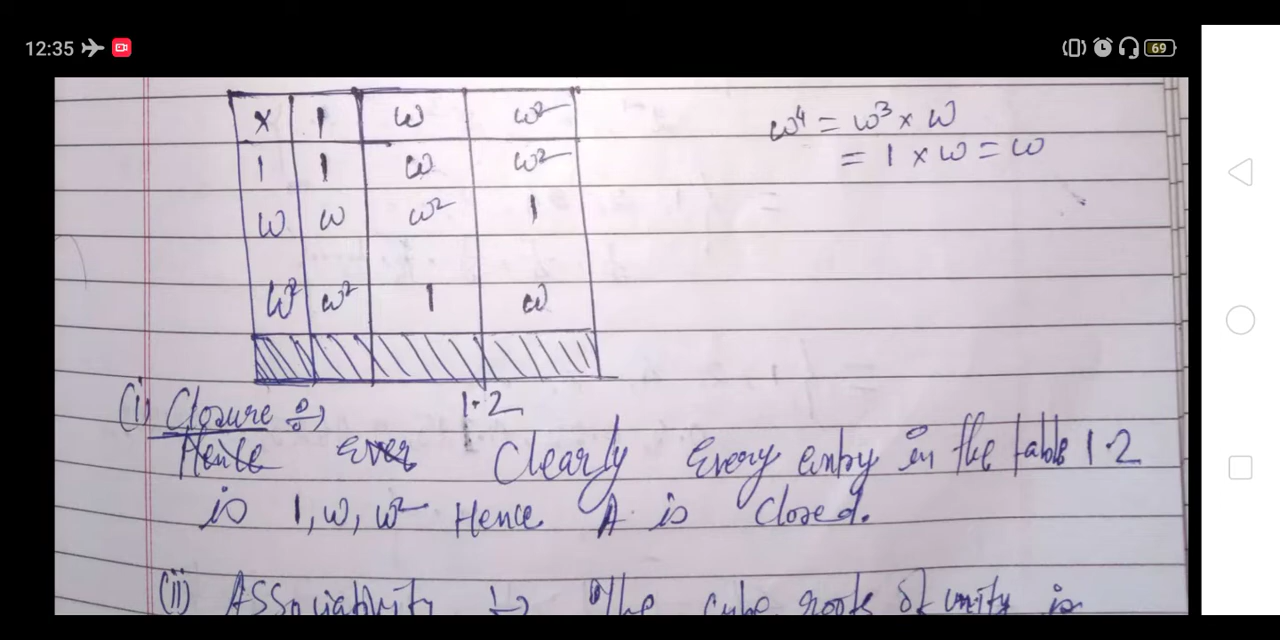 12:35
69
× 1 ω ω²
1 1 ω ω²
ω ω ω² 1
ω² ω² 1 ω
ω⁴ = ω³ × ω
= 1 × ω = ω
1.2
(i) Closure
Hence Ever Clearly Every entry in the table 1.2
is 1, ω, ω² Hence A is closed.
(ii) Associativity The cube roots of unity is